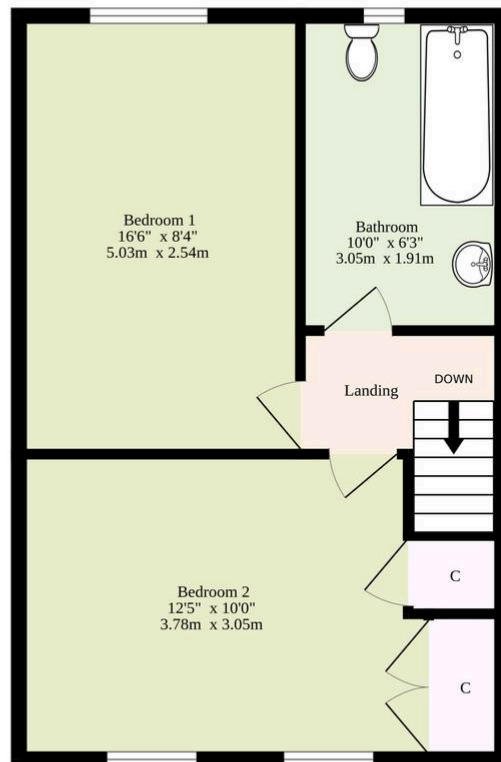 Bedroom 1
16'6" x 8'4"
5.03m x 2.54m
Bathroom
10'0" x 6'3"
3.05m x 1.91m
Landing
DOWN
Bedroom 2
12'5" x 10'0"
3.78m x 3.05m
C
C